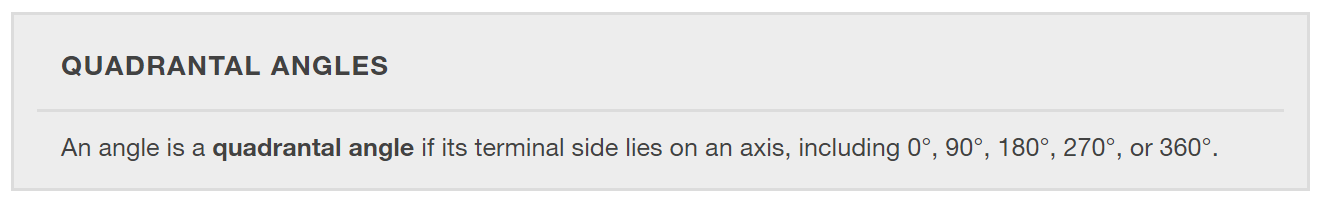 QUADRANTAL ANGLES
An angle is a quadrantal angle if its terminal side lies on an axis, including 0°, 90°, 180°, 270°, or 360°.